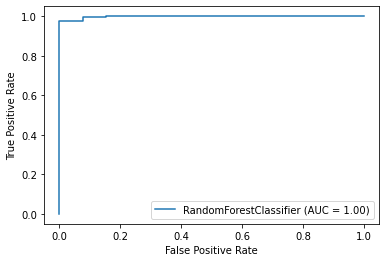 1.0
0.8
0.6
0.4
0.2
0.0
True Positive Rate
RandomForestClassifier (AUC = 1.00)
0.0 0.2 0.4 0.6 0.8 1.0
False Positive Rate